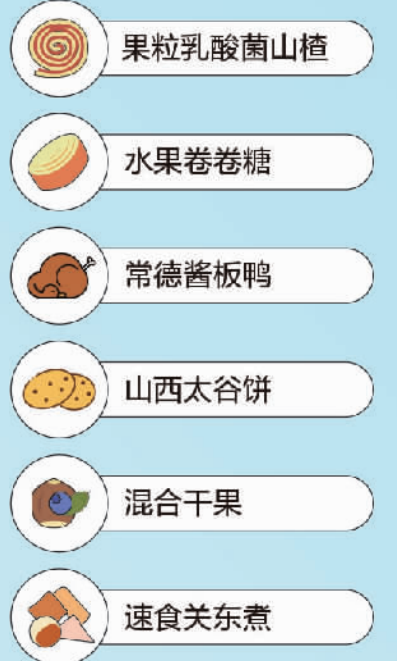 果粒乳酸菌山楂
水果卷卷糖
常德酱板鸭
山西太谷饼
混合干果
速食关东煮